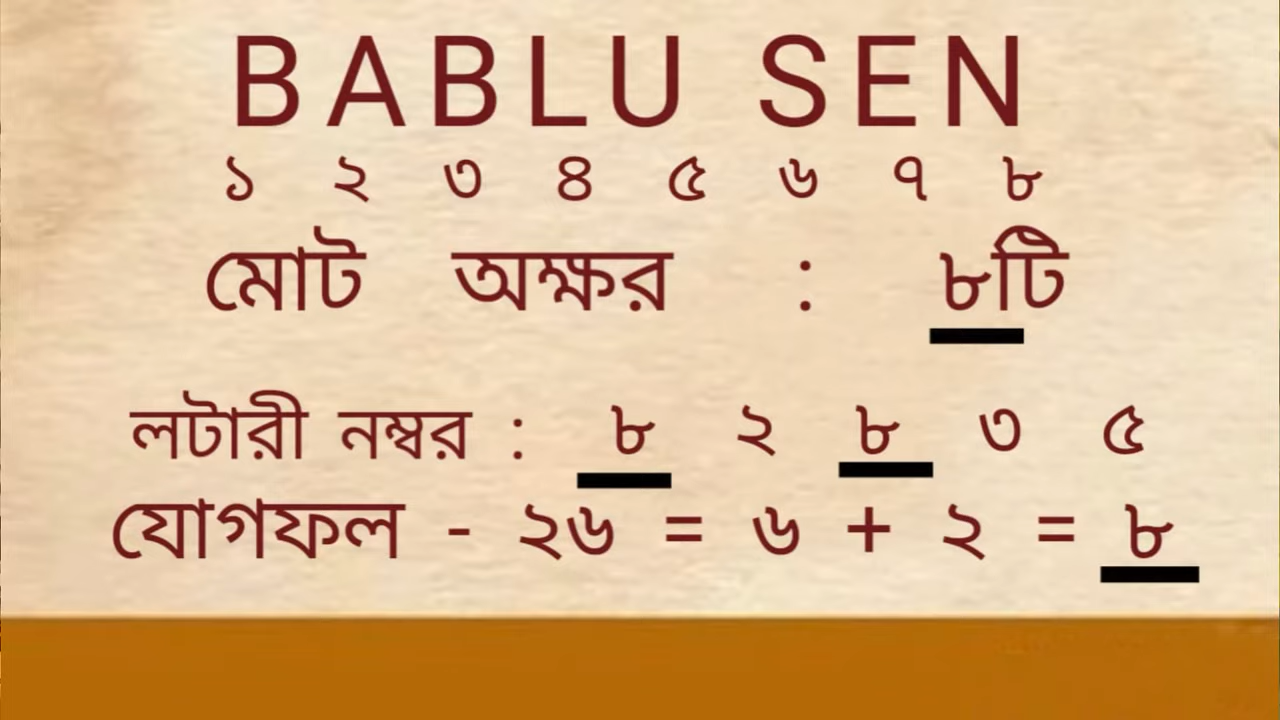 BABLU SEN
১ ২ ৩ ৪ ৫ ৬ ৭ ৮
মোট অক্ষর : ৮টি
লটারী নম্বর : ৮ ২ ৮ ৩ ৫
যোগফল - ২৬ = ৬ + ২ = ৮